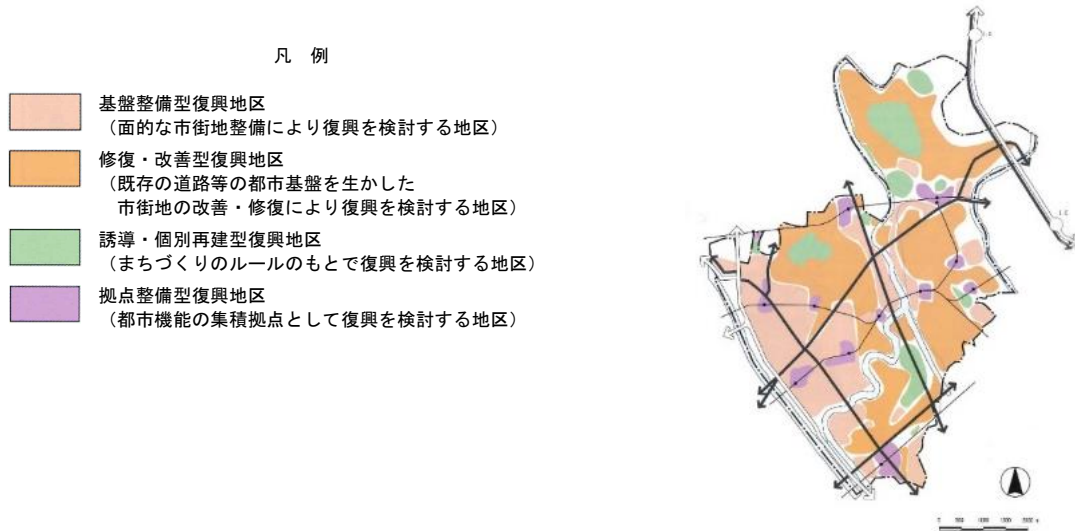 凡　例
基盤整備型復興地区
（面的な市街地整備により復興を検討する地区）
修復・改善型復興地区
（既存の道路等の都市基盤を生かした
市街地の改善・修復により復興を検討する地区）
誘導・個別再建型復興地区
（まちづくりのルールのもとで復興を検討する地区）
拠点整備型復興地区
（都市機能の集積拠点として復興を検討する地区）